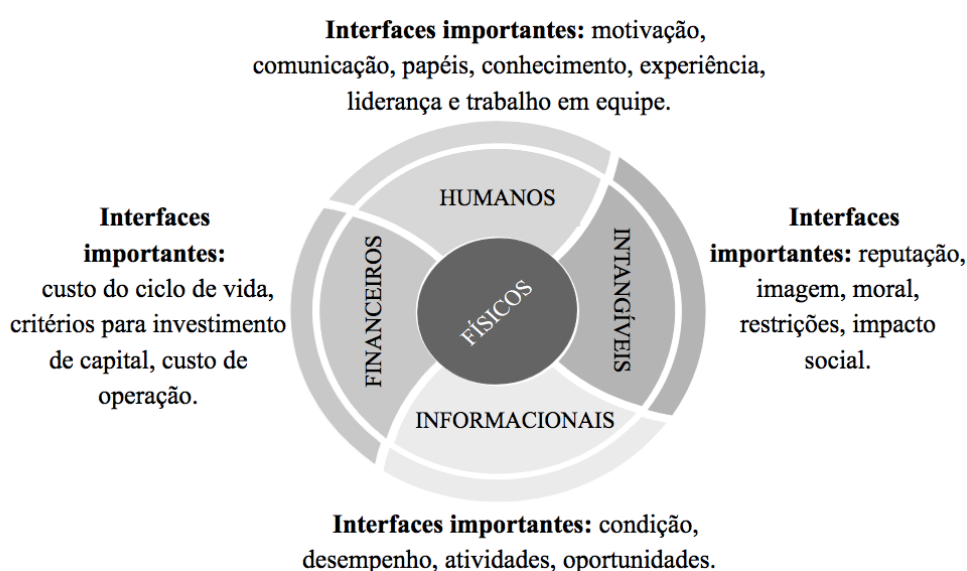 Interfaces importantes: motivação,
comunicação, papéis, conhecimento, experiência,
liderança e trabalho em equipe.
HUMANOS
Interfaces
importantes:
custo do ciclo de vida,
critérios para investimento
de capital, custo de
operação.
FINANCEIROS
FÍSICOS
INTANGÍVEIS
Interfaces
importantes: reputação,
imagem, moral,
restrições, impacto
social.
INFORMACIONAIS
Interfaces importantes: condição,
desempenho, atividades, oportunidades.